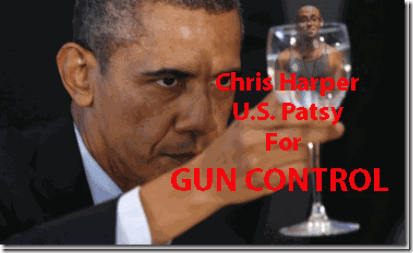 Chris Harper
U.S. Patsy
For
GUN CONTROL